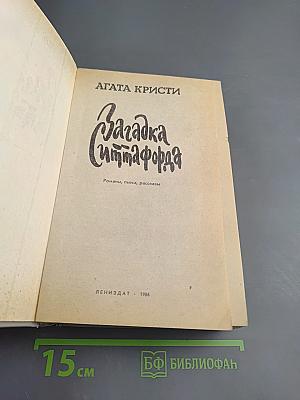 АГАТА КРИСТИ
Загадка
Ситтафорда
Романы, пьеса, рассказы
ЛЕНИЗДАТ · 1986
15 см
БФ БИБЛИОФАН